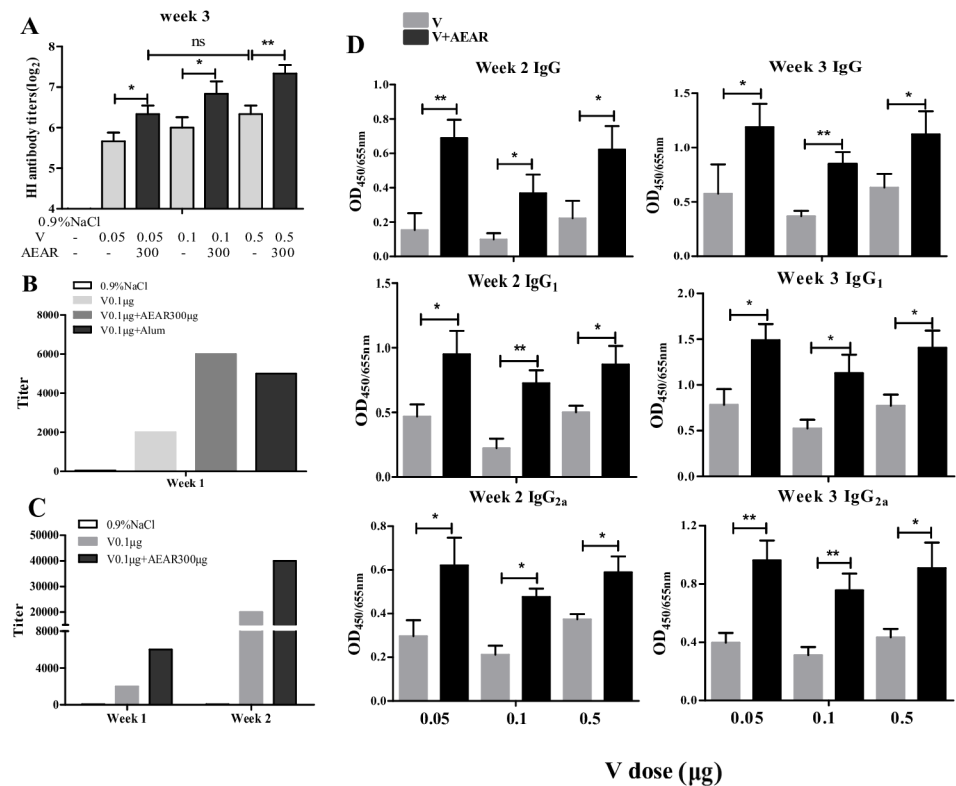 A
week 3
ns
**
*
*
HI antibody titers(log2)
8
7
6
5
4
0.9%NaCl
V - 0.05 0.05 0.1 0.1 0.5 0.5
AEAR - - 300 - 300 - 300
B
0.9%NaCl
V0.1μg
V0.1μg+AEAR300μg
V0.1μg+Alum
Titer
8000
6000
4000
2000
0
Week 1
C
0.9%NaCl
V0.1μg
V0.1μg+AEAR300μg
Titer
50000
40000
30000
20000
8000
4000
0
Week 1 Week 2
D
V
V+AEAR
Week 2 IgG
OD450/655nm
1.0
0.8
0.6
0.4
0.2
0.0
** * *
Week 3 IgG
OD450/655nm
1.5
1.0
0.5
0.0
* ** *
Week 2 IgG1
OD450/655nm
1.5
1.0
0.5
0.0
* ** *
Week 3 IgG1
OD450/655nm
2.0
1.5
1.0
0.5
0.0
* * *
Week 2 IgG2a
OD450/655nm
0.8
0.6
0.4
0.2
0.0
* * *
0.05 0.1 0.5
Week 3 IgG2a
OD450/655nm
1.2
0.8
0.4
0.0
** ** *
0.05 0.1 0.5
V dose (μg)